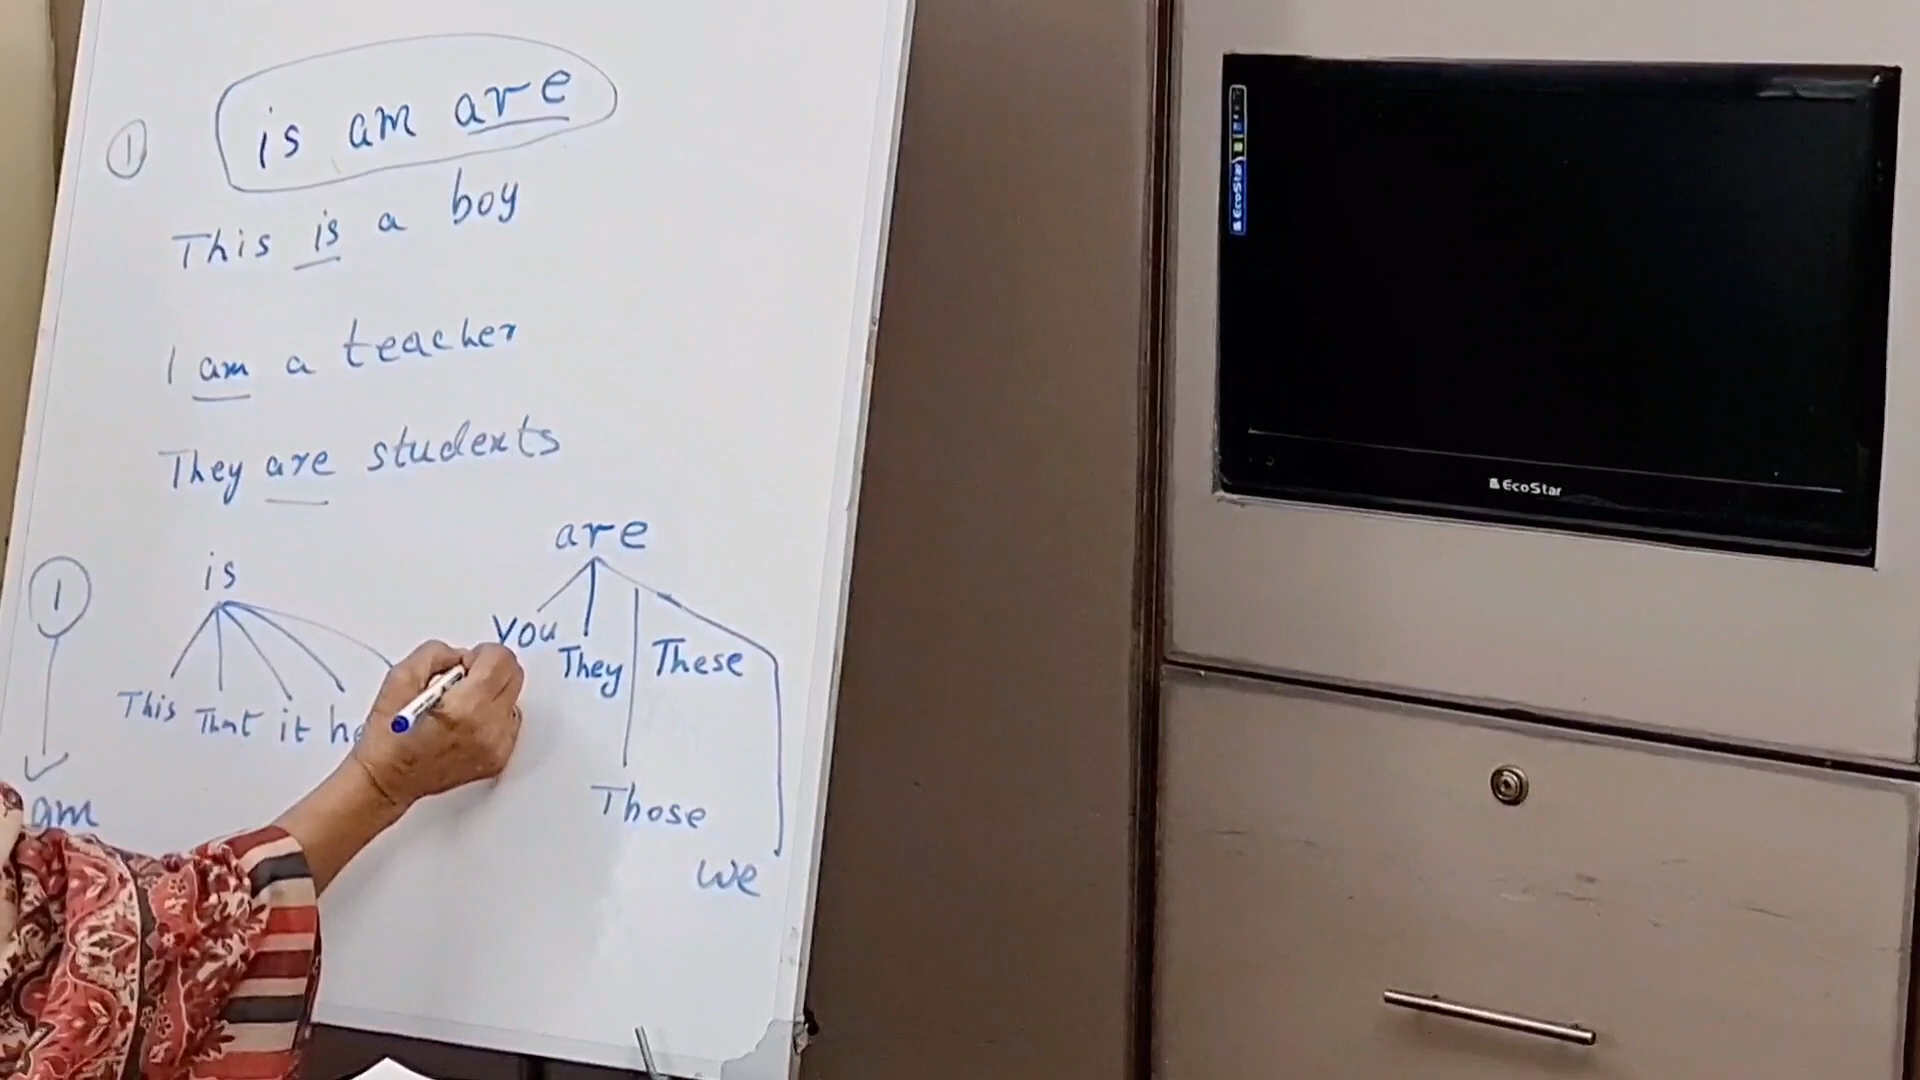 ① is am are
This is a boy
I am a teacher
They are students
① is are
You They These
This That it he
Those
am
we
EcoStar
EcoStar